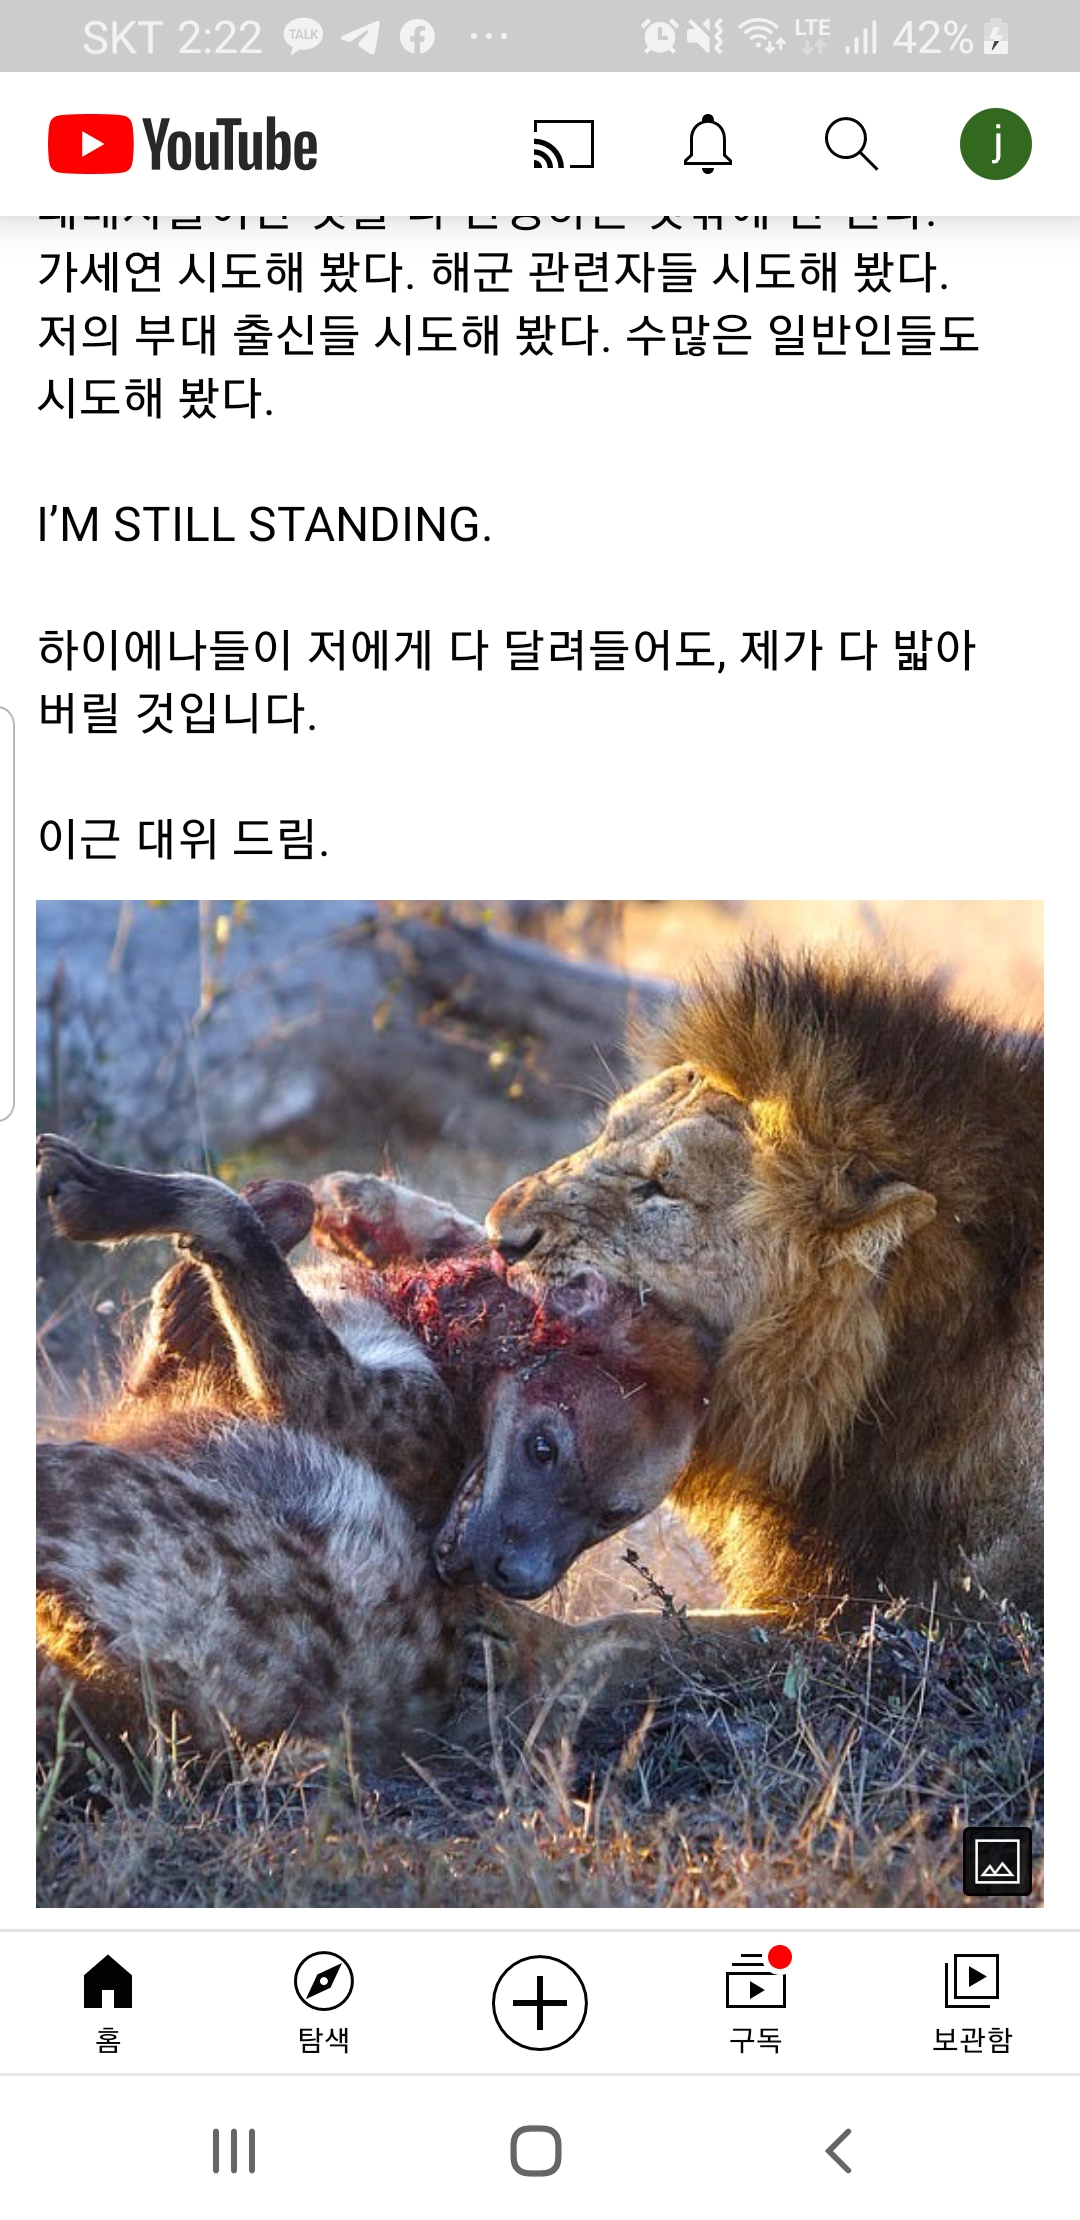 SKT 2:22 TALK LTE 42%
YouTube j
가세연 시도해 봤다. 해군 관련자들 시도해 봤다.
저의 부대 출신들 시도해 봤다. 수많은 일반인들도
시도해 봤다.
I'M STILL STANDING.
하이에나들이 저에게 다 달려들어도, 제가 다 밟아
버릴 것입니다.
이근 대위 드림.
홈 탐색 구독 보관함